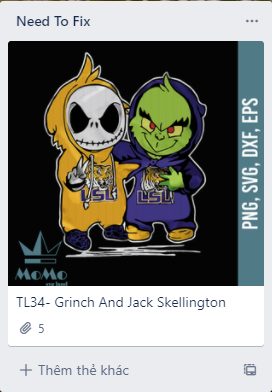 Need To Fix
PNG, SVG, DXF, EPS
LSU
LSU
MoMo
TL34- Grinch And Jack Skellington
5
Thêm thẻ khác